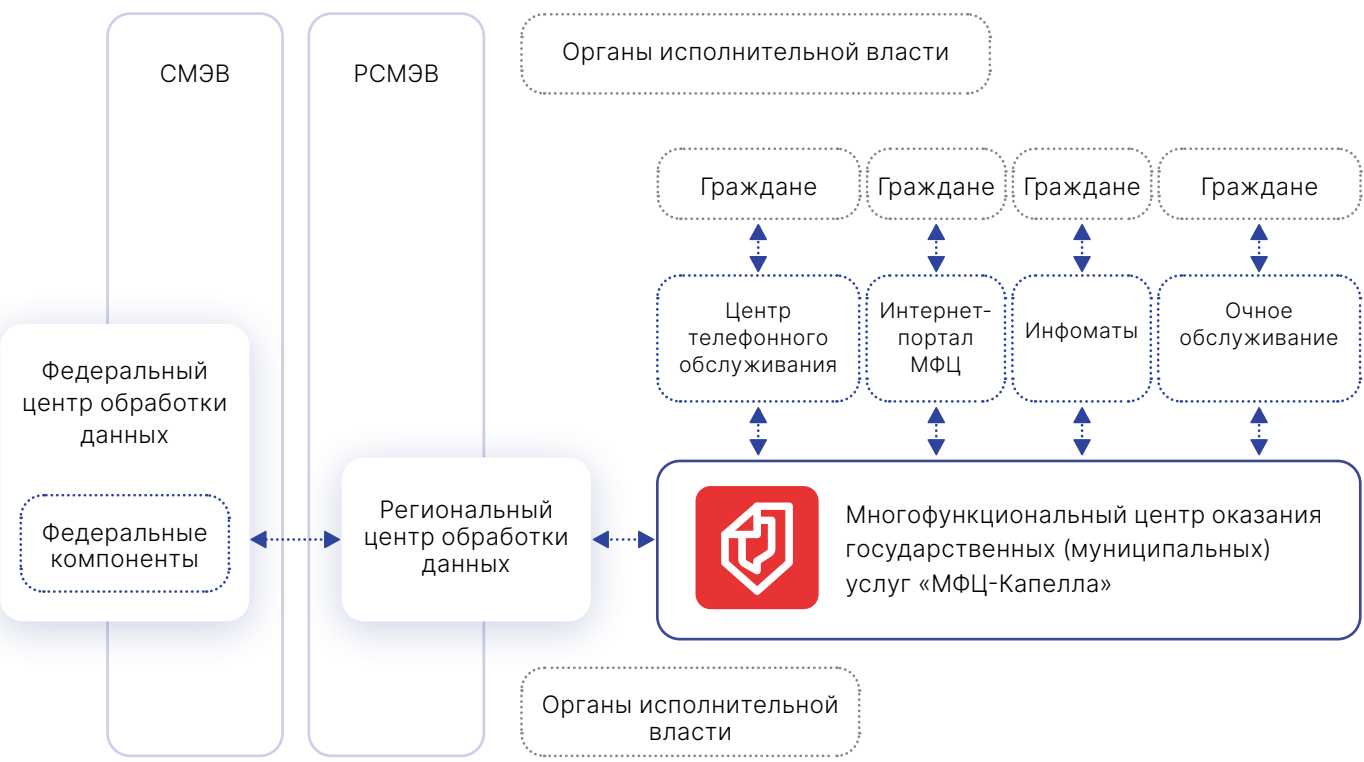 СМЭВ
РСМЭВ
Органы исполнительной власти
Граждане
Граждане
Граждане
Граждане
Центр
телефонного
обслуживания
Интернет-
портал
МФЦ
Инфоматы
Очное
обслуживание
Федеральный
центр обработки
данных
Федеральные
компоненты
Региональный
центр обработки
данных
Многофункциональный центр оказания
государственных (муниципальных)
услуг «МФЦ-Капелла»
Органы исполнительной
власти